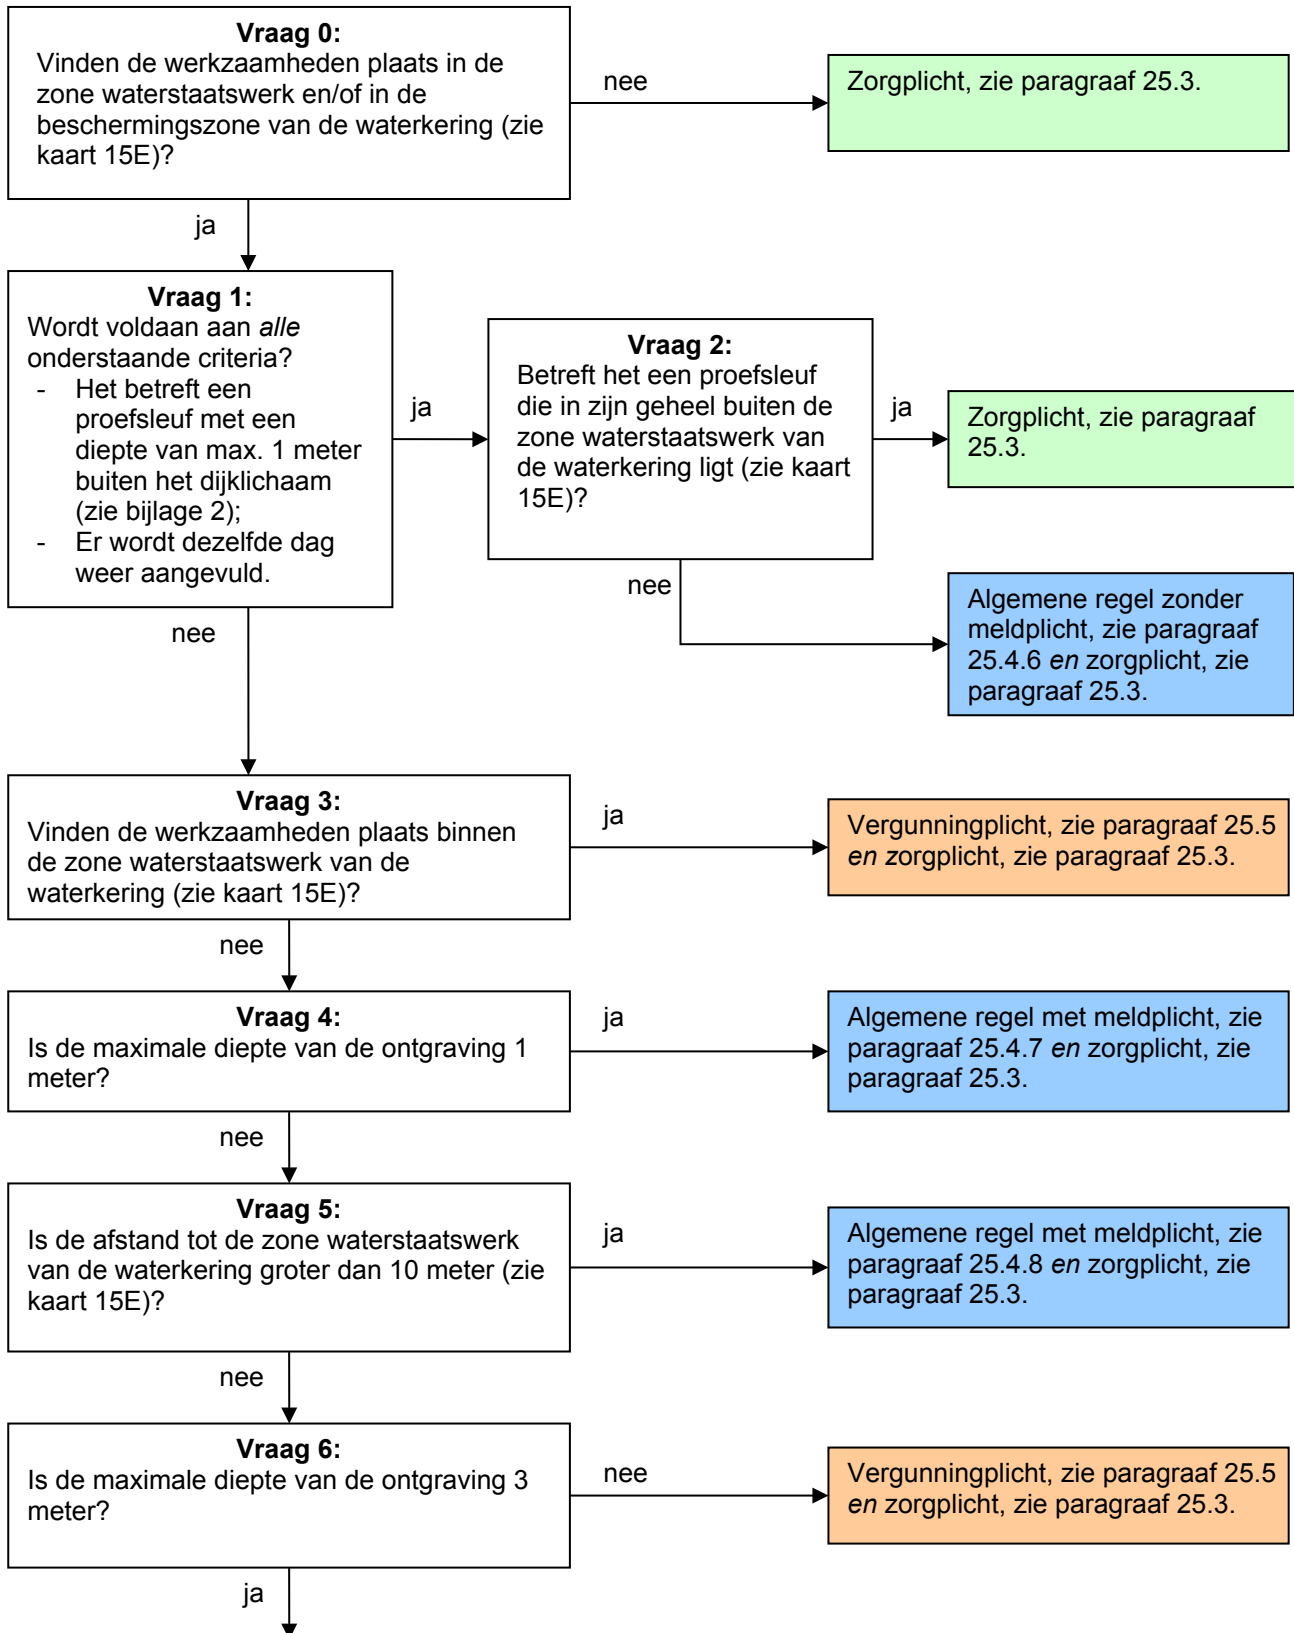 Vraag 0:
Vinden de werkzaamheden plaats in de
zone waterstaatswerk en/of in de
beschermingszone van de waterkering (zie
kaart 15E)?
nee
Zorgplicht, zie paragraaf 25.3.
ja
Vraag 1:
Wordt voldaan aan alle
onderstaande criteria?
- Het betreft een
proefsleuf met een
diepte van max. 1 meter
buiten het dijklichaam
(zie bijlage 2);
- Er wordt dezelfde dag
weer aangevuld.
ja
Vraag 2:
Betreft het een proefsleuf
die in zijn geheel buiten de
zone waterstaatswerk van
de waterkering ligt (zie kaart
15E)?
ja
Zorgplicht, zie paragraaf
25.3.
nee
Algemene regel zonder
meldplicht, zie paragraaf
25.4.6 en zorgplicht, zie
paragraaf 25.3.
nee
Vraag 3:
Vinden de werkzaamheden plaats binnen
de zone waterstaatswerk van de
waterkering (zie kaart 15E)?
ja
Vergunningplicht, zie paragraaf 25.5
en zorgplicht, zie paragraaf 25.3.
nee
Vraag 4:
Is de maximale diepte van de ontgraving 1
meter?
ja
Algemene regel met meldplicht, zie
paragraaf 25.4.7 en zorgplicht, zie
paragraaf 25.3.
nee
Vraag 5:
Is de afstand tot de zone waterstaatswerk
van de waterkering groter dan 10 meter (zie
kaart 15E)?
ja
Algemene regel met meldplicht, zie
paragraaf 25.4.8 en zorgplicht, zie
paragraaf 25.3.
nee
Vraag 6:
Is de maximale diepte van de ontgraving 3
meter?
nee
Vergunningplicht, zie paragraaf 25.5
en zorgplicht, zie paragraaf 25.3.
ja